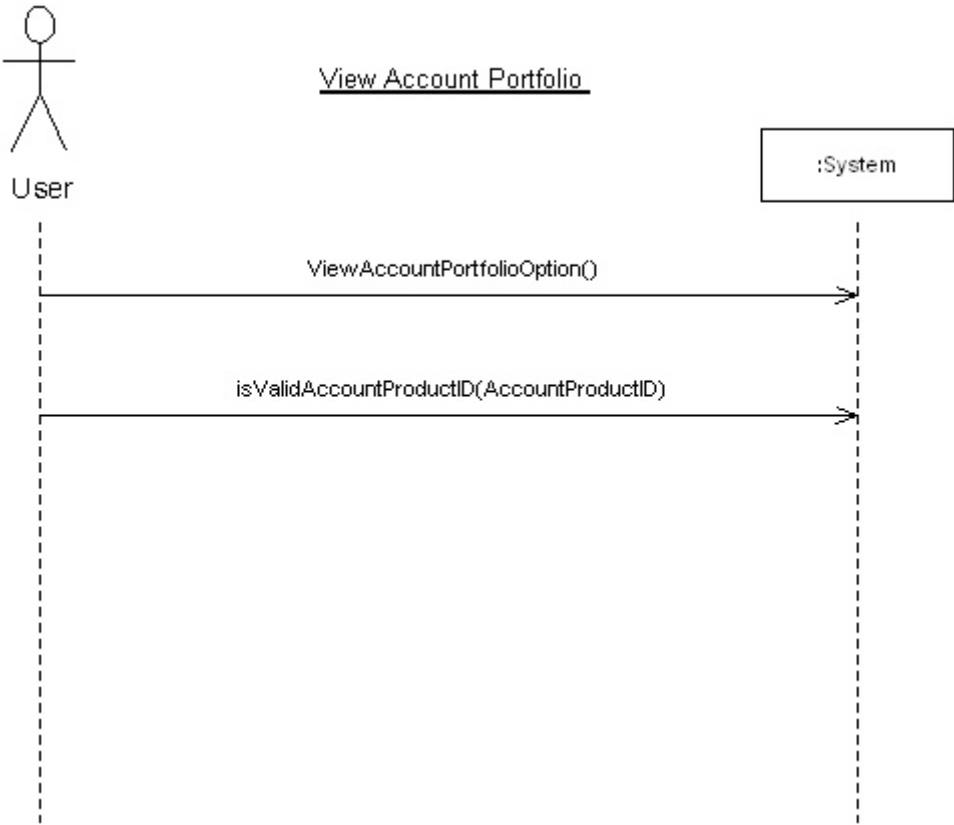 View Account Portfolio
:System
User
ViewAccountPortfolioOption()
isValidAccountProductID(AccountProductID)